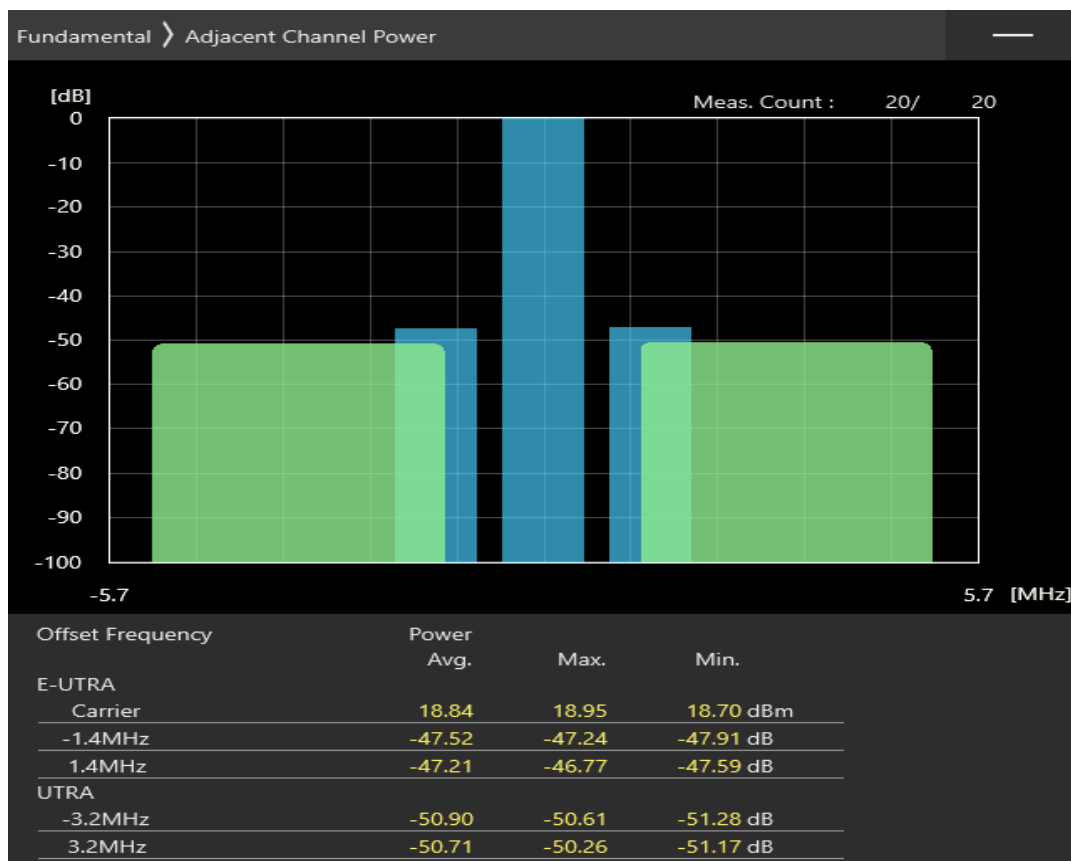 Fundamental 〉 Adjacent Channel Power
[dB]
Meas. Count : 20/ 20
0
-10
-20
-30
-40
-50
-60
-70
-80
-90
-100
-5.7 5.7 [MHz]
Offset Frequency Power
Avg. Max. Min.
E-UTRA
Carrier 18.84 18.95 18.70 dBm
-1.4MHz -47.52 -47.24 -47.91 dB
1.4MHz -47.21 -46.77 -47.59 dB
UTRA
-3.2MHz -50.90 -50.61 -51.28 dB
3.2MHz -50.71 -50.26 -51.17 dB